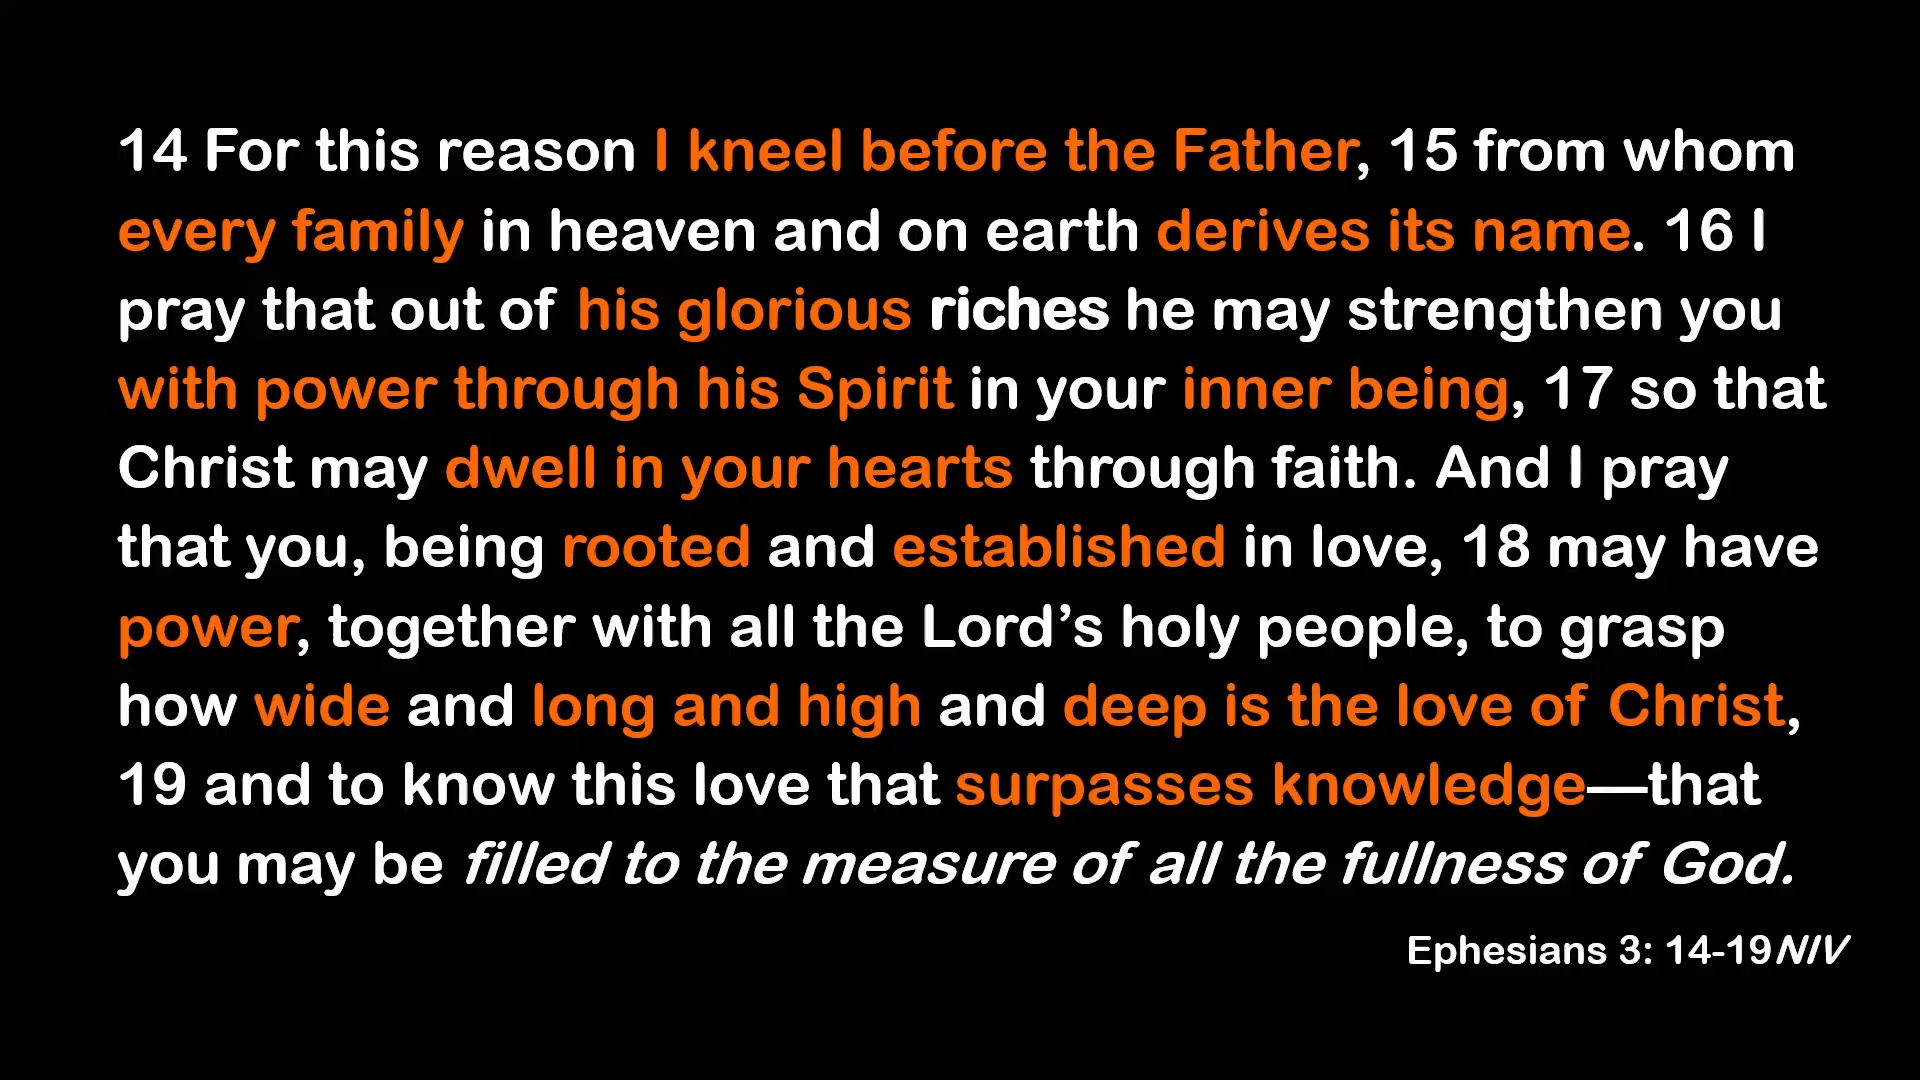 14 For this reason I kneel before the Father, 15 from whom
every family in heaven and on earth derives its name. 16 I
pray that out of his glorious riches he may strengthen you
with power through his Spirit in your inner being, 17 so that
Christ may dwell in your hearts through faith. And I pray
that you, being rooted and established in love, 18 may have
power, together with all the Lord’s holy people, to grasp
how wide and long and high and deep is the love of Christ,
19 and to know this love that surpasses knowledge—that
you may be filled to the measure of all the fullness of God.
Ephesians 3: 14-19NIV